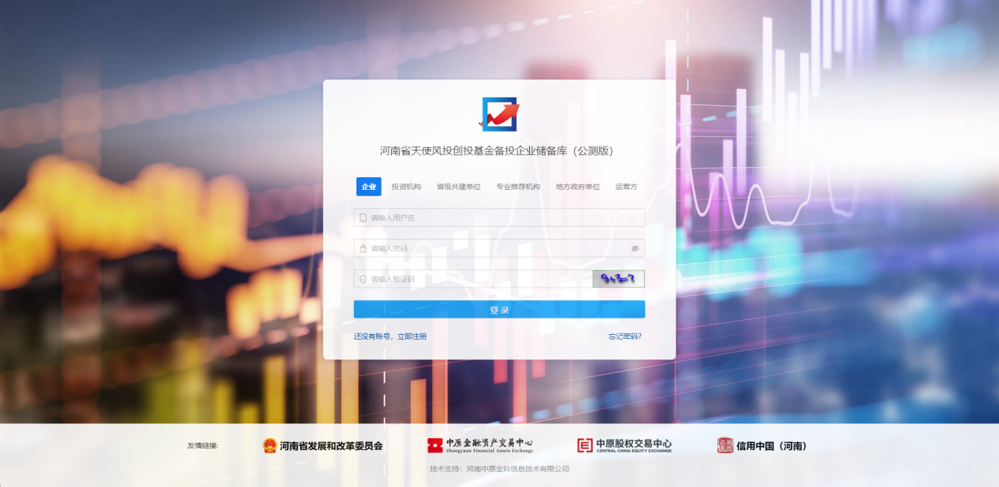 河南省天使风投创投基金备投企业储备库（公测版）
企业 投资机构 省级共建单位 专业推荐机构 地方政府单位 运营方
请输入用户名
请输入密码
请输入验证码 9+3=?
登录
还没有账号，立即注册 忘记密码?
友情链接: 河南省发展和改革委员会 中原金融资产交易中心 中原股权交易中心 信用中国（河南）
Zhongyuan Financial Assets Exchange CENTRAL CHINA EQUITY EXCHANGE
技术支持：河南中原金科信息技术有限公司